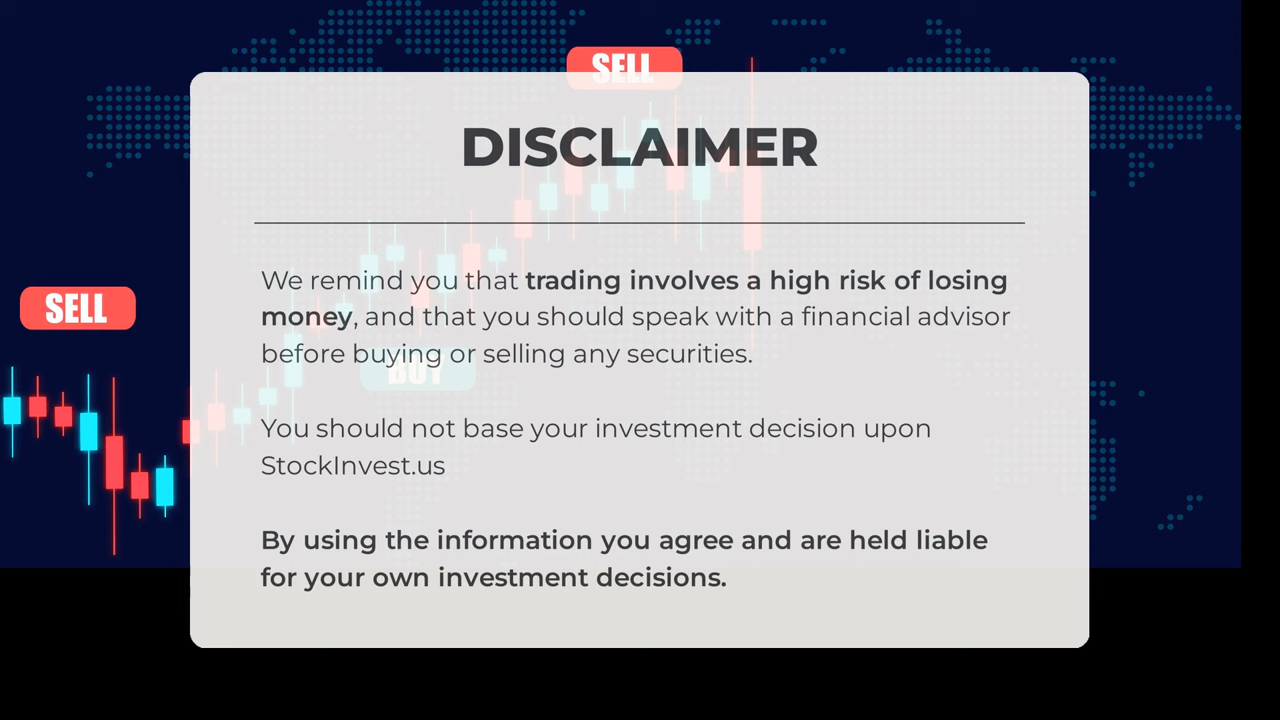 SELL
DISCLAIMER
We remind you that trading involves a high risk of losing
money, and that you should speak with a financial advisor
before buying or selling any securities.
SELL
BUY
You should not base your investment decision upon
StockInvest.us
By using the information you agree and are held liable
for your own investment decisions.